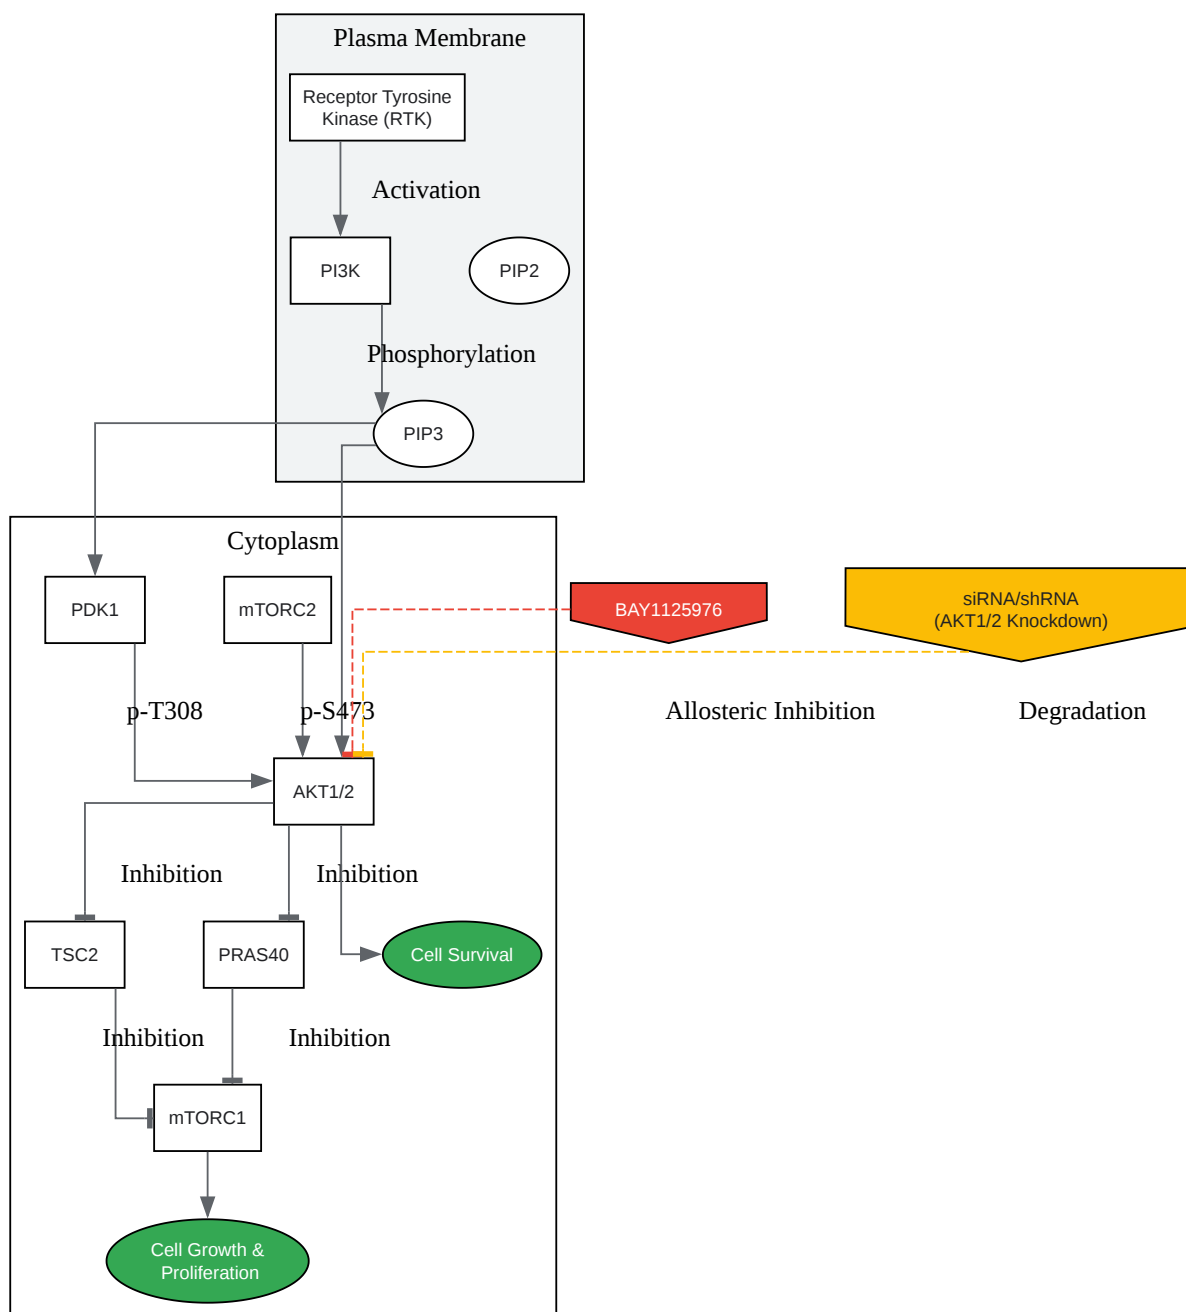 Plasma Membrane
Receptor Tyrosine
Kinase (RTK)
Activation
PI3K
PIP2
Phosphorylation
PIP3
Cytoplasm
PDK1
mTORC2
BAY1125976
siRNA/shRNA
(AKT1/2 Knockdown)
p-T308
p-S473
Allosteric Inhibition
Degradation
AKT1/2
Inhibition
Inhibition
TSC2
PRAS40
Cell Survival
Inhibition
Inhibition
mTORC1
Cell Growth &
Proliferation